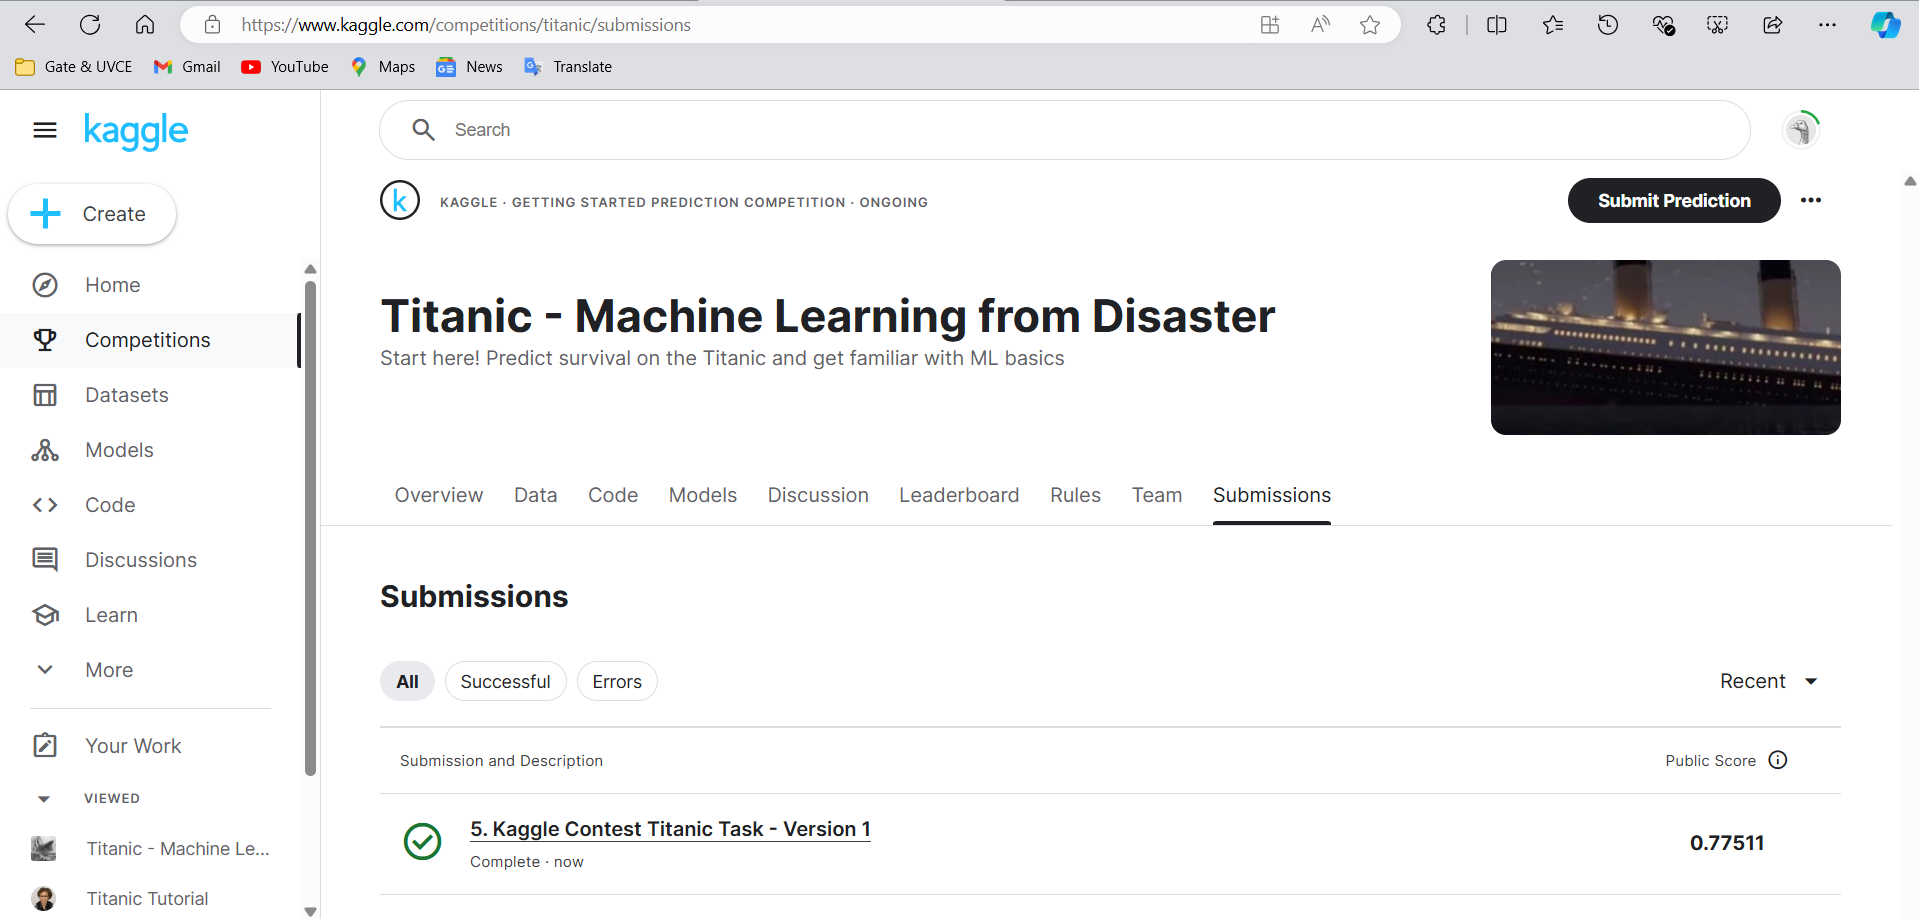 https://www.kaggle.com/competitions/titanic/submissions
Gate & UVCE Gmail YouTube Maps News Translate
kaggle
Search
Create
KAGGLE · GETTING STARTED PREDICTION COMPETITION · ONGOING
Submit Prediction
Home
Competitions
Datasets
Models
Code
Discussions
Learn
More
Your Work
VIEWED
Titanic - Machine Le...
Titanic Tutorial
Titanic - Machine Learning from Disaster
Start here! Predict survival on the Titanic and get familiar with ML basics
Overview Data Code Models Discussion Leaderboard Rules Team Submissions
Submissions
All Successful Errors Recent
Submission and Description Public Score
5. Kaggle Contest Titanic Task - Version 1
Complete · now
0.77511